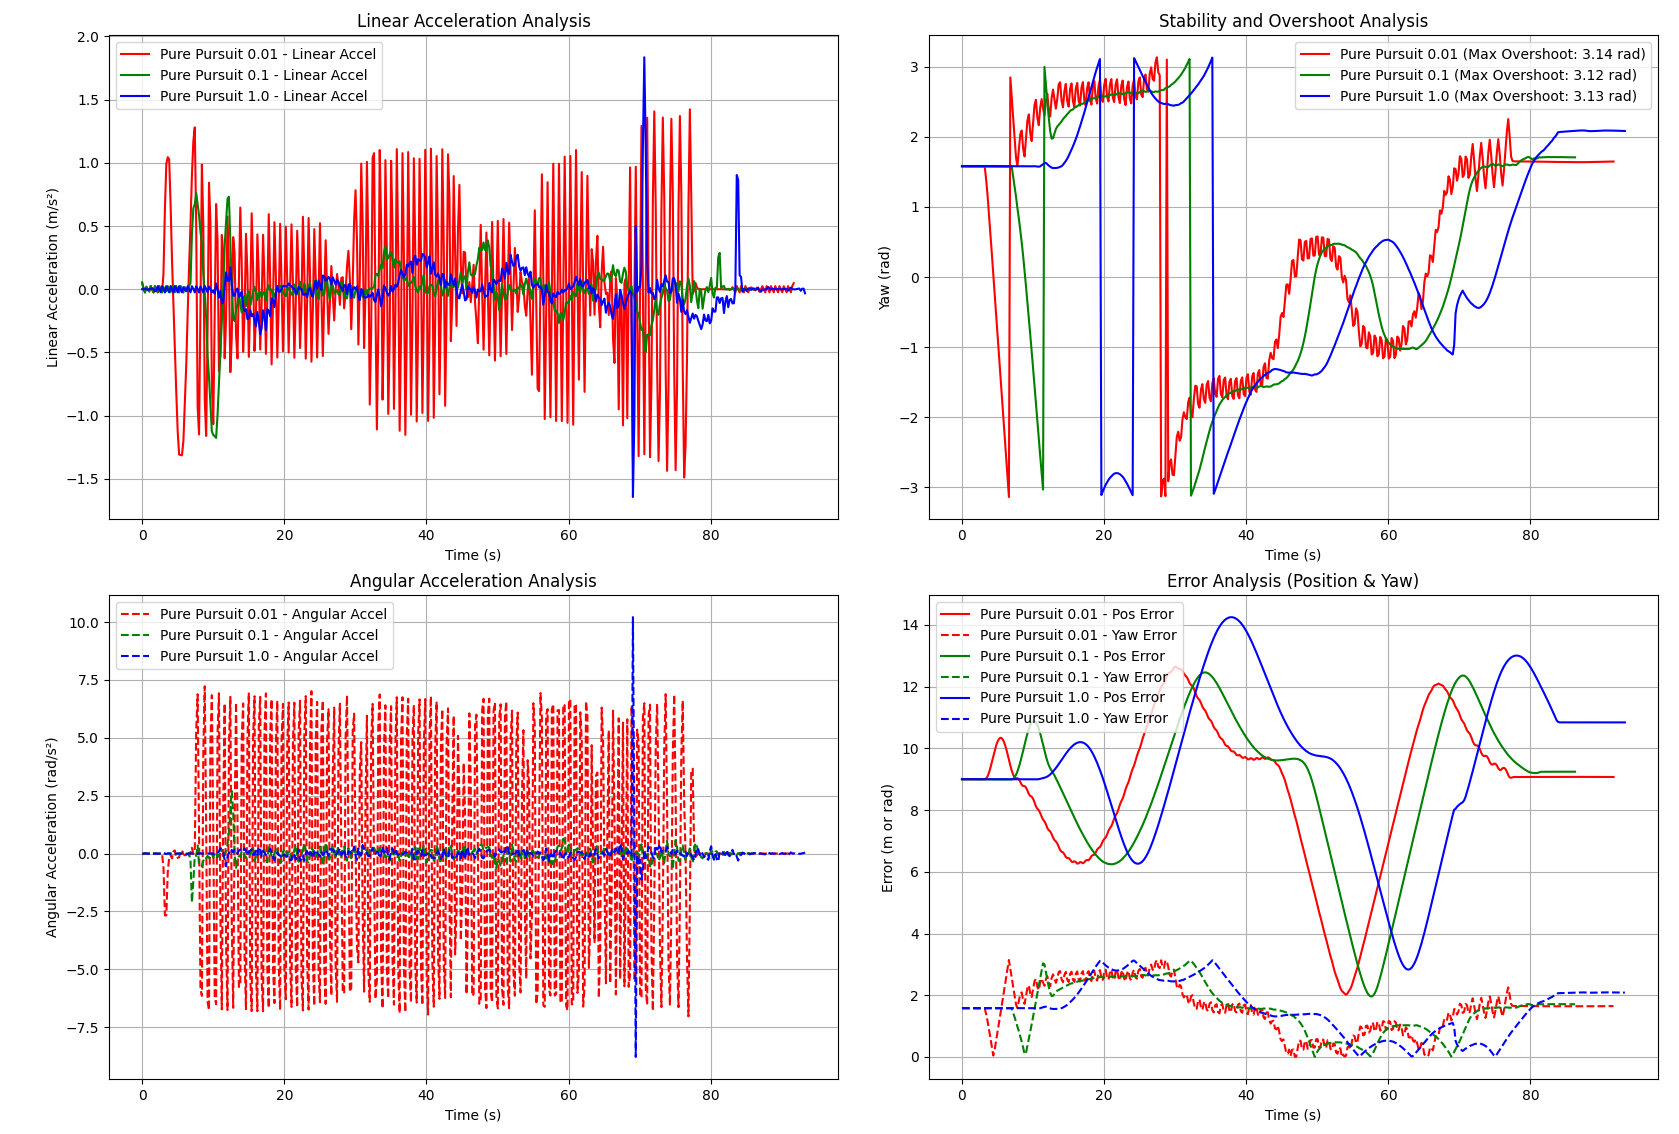 Linear Acceleration Analysis
Pure Pursuit 0.01 - Linear Accel
Pure Pursuit 0.1 - Linear Accel
Pure Pursuit 1.0 - Linear Accel
Linear Acceleration (m/s²)
2.0
1.5
1.0
0.5
0.0
−0.5
−1.0
−1.5
0 20 40 60 80
Time (s)
Stability and Overshoot Analysis
Pure Pursuit 0.01 (Max Overshoot: 3.14 rad)
Pure Pursuit 0.1 (Max Overshoot: 3.12 rad)
Pure Pursuit 1.0 (Max Overshoot: 3.13 rad)
Yaw (rad)
3
2
1
0
−1
−2
−3
0 20 40 60 80
Time (s)
Angular Acceleration Analysis
Pure Pursuit 0.01 - Angular Accel
Pure Pursuit 0.1 - Angular Accel
Pure Pursuit 1.0 - Angular Accel
Angular Acceleration (rad/s²)
10.0
7.5
5.0
2.5
0.0
−2.5
−5.0
−7.5
0 20 40 60 80
Time (s)
Error Analysis (Position & Yaw)
Pure Pursuit 0.01 - Pos Error
Pure Pursuit 0.01 - Yaw Error
Pure Pursuit 0.1 - Pos Error
Pure Pursuit 0.1 - Yaw Error
Pure Pursuit 1.0 - Pos Error
Pure Pursuit 1.0 - Yaw Error
Error (m or rad)
14
12
10
8
6
4
2
0
0 20 40 60 80
Time (s)